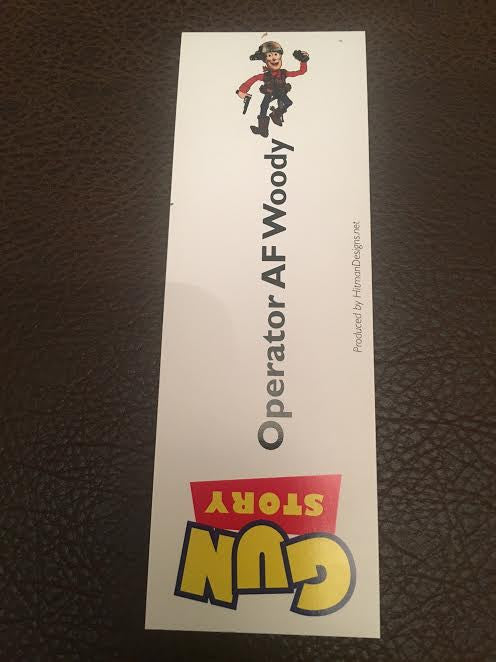 GUN
STORY
Operator AF Woody
Produced by HitmanDesigns.net